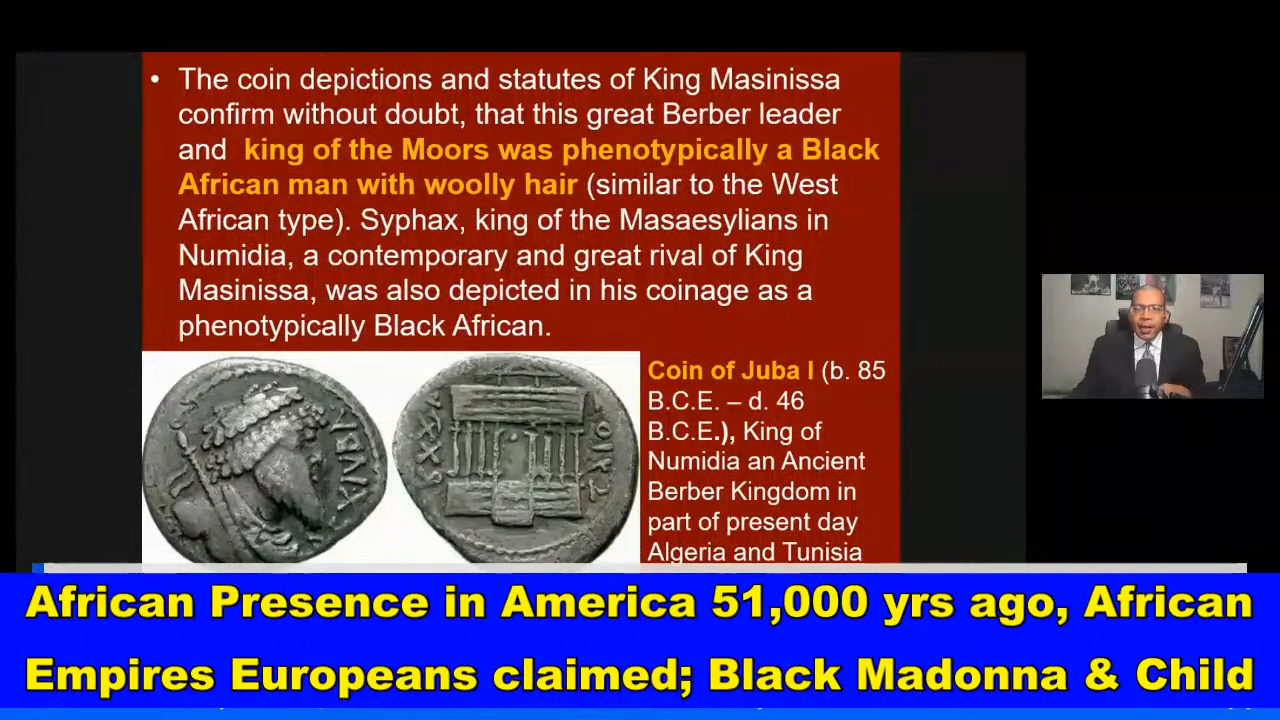 • The coin depictions and statutes of King Masinissa
confirm without doubt, that this great Berber leader
and king of the Moors was phenotypically a Black
African man with woolly hair (similar to the West
African type). Syphax, king of the Masaesylians in
Numidia, a contemporary and great rival of King
Masinissa, was also depicted in his coinage as a
phenotypically Black African.
Coin of Juba I (b. 85
B.C.E. – d. 46
B.C.E.), King of
Numidia an Ancient
Berber Kingdom in
part of present day
Algeria and Tunisia
African Presence in America 51,000 yrs ago, African
Empires Europeans claimed; Black Madonna & Child